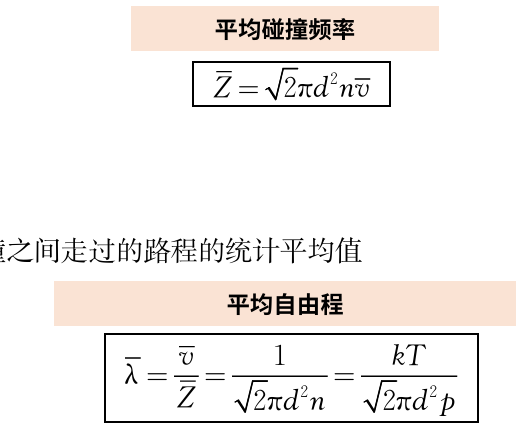 平均碰撞频率
Z̅ = √2πd²nv̅
之间走过的路程的统计平均值
平均自由程
λ̅ = v̅/Z̅ = 1/(√2πd²n) = kT/(√2πd²p)